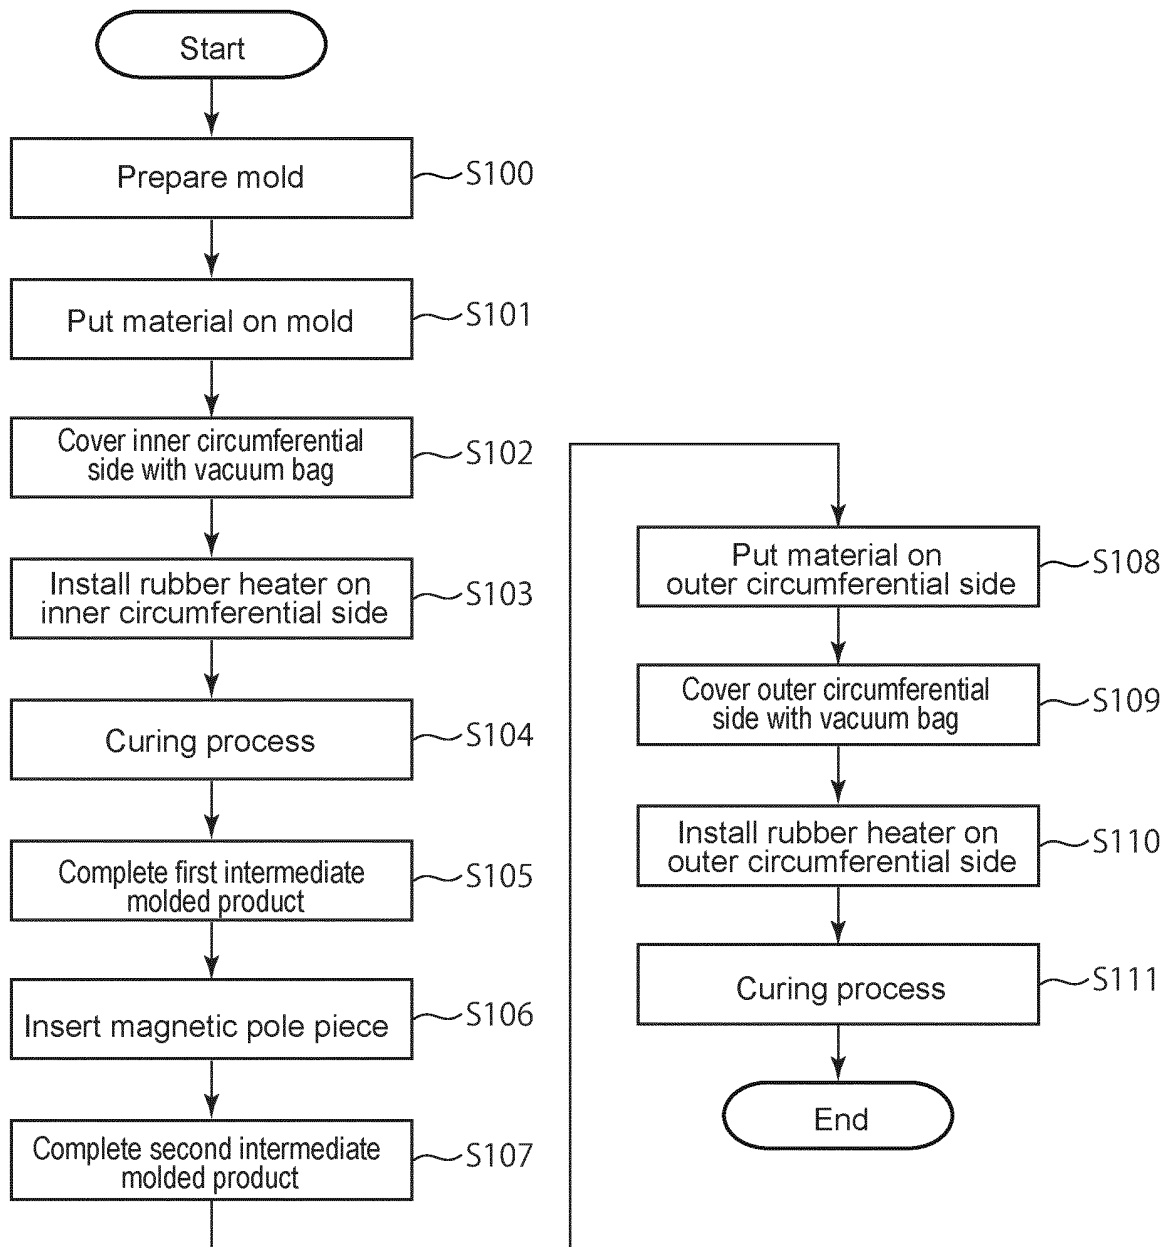 Start
Prepare mold
S100
Put material on mold
S101
Cover inner circumferential
side with vacuum bag
S102
Install rubber heater on
inner circumferential side
S103
Curing process
S104
Complete first intermediate
molded product
S105
Insert magnetic pole piece
S106
Complete second intermediate
molded product
S107
Put material on
outer circumferential side
S108
Cover outer circumferential
side with vacuum bag
S109
Install rubber heater on
outer circumferential side
S110
Curing process
S111
End